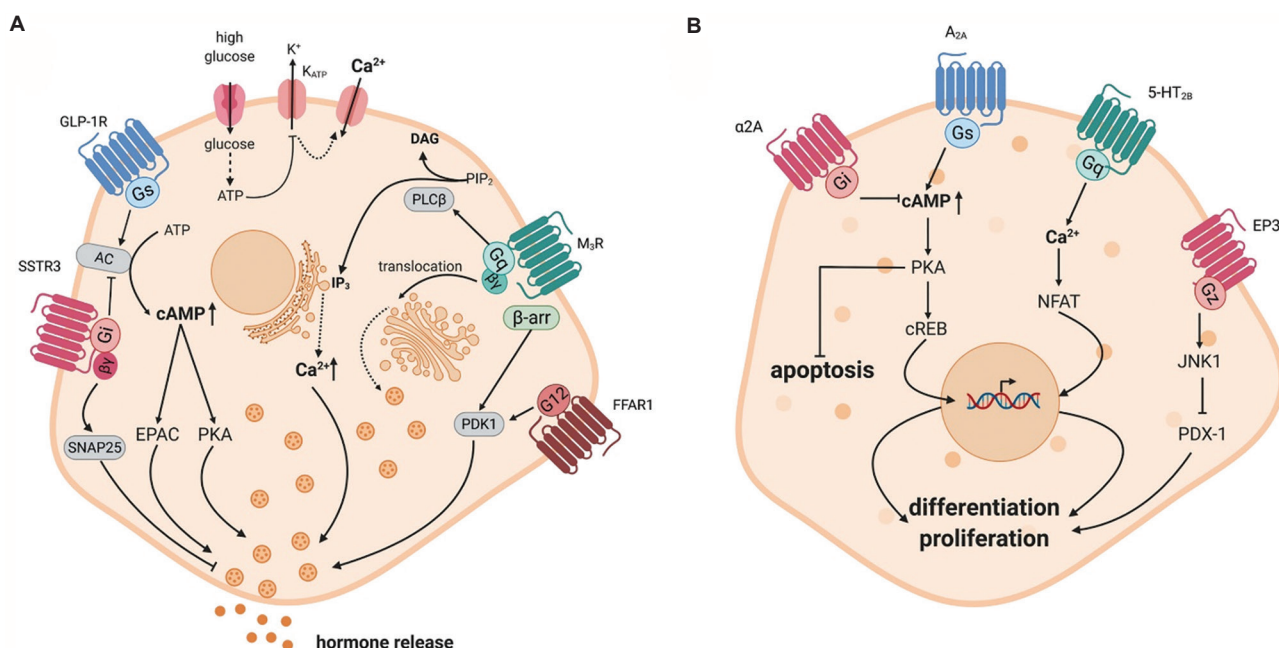 A
high
glucose
K⁺
K_ATP
Ca²⁺
GLP-1R
Gs
glucose
ATP
DAG
PIP₂
PLCβ
ATP
AC
M₃R
Gq
βγ
SSTR3
translocation
IP₃
Gi
βγ
cAMP↑
β-arr
Ca²⁺↑
G12
FFAR1
PDK1
SNAP25
EPAC
PKA
hormone release
B
A₂A
5-HT₂B
α2A
Gs
Gi
Gq
cAMP↑
EP3
Ca²⁺
PKA
Gz
NFAT
cREB
JNK1
apoptosis
PDX-1
differentiation
proliferation